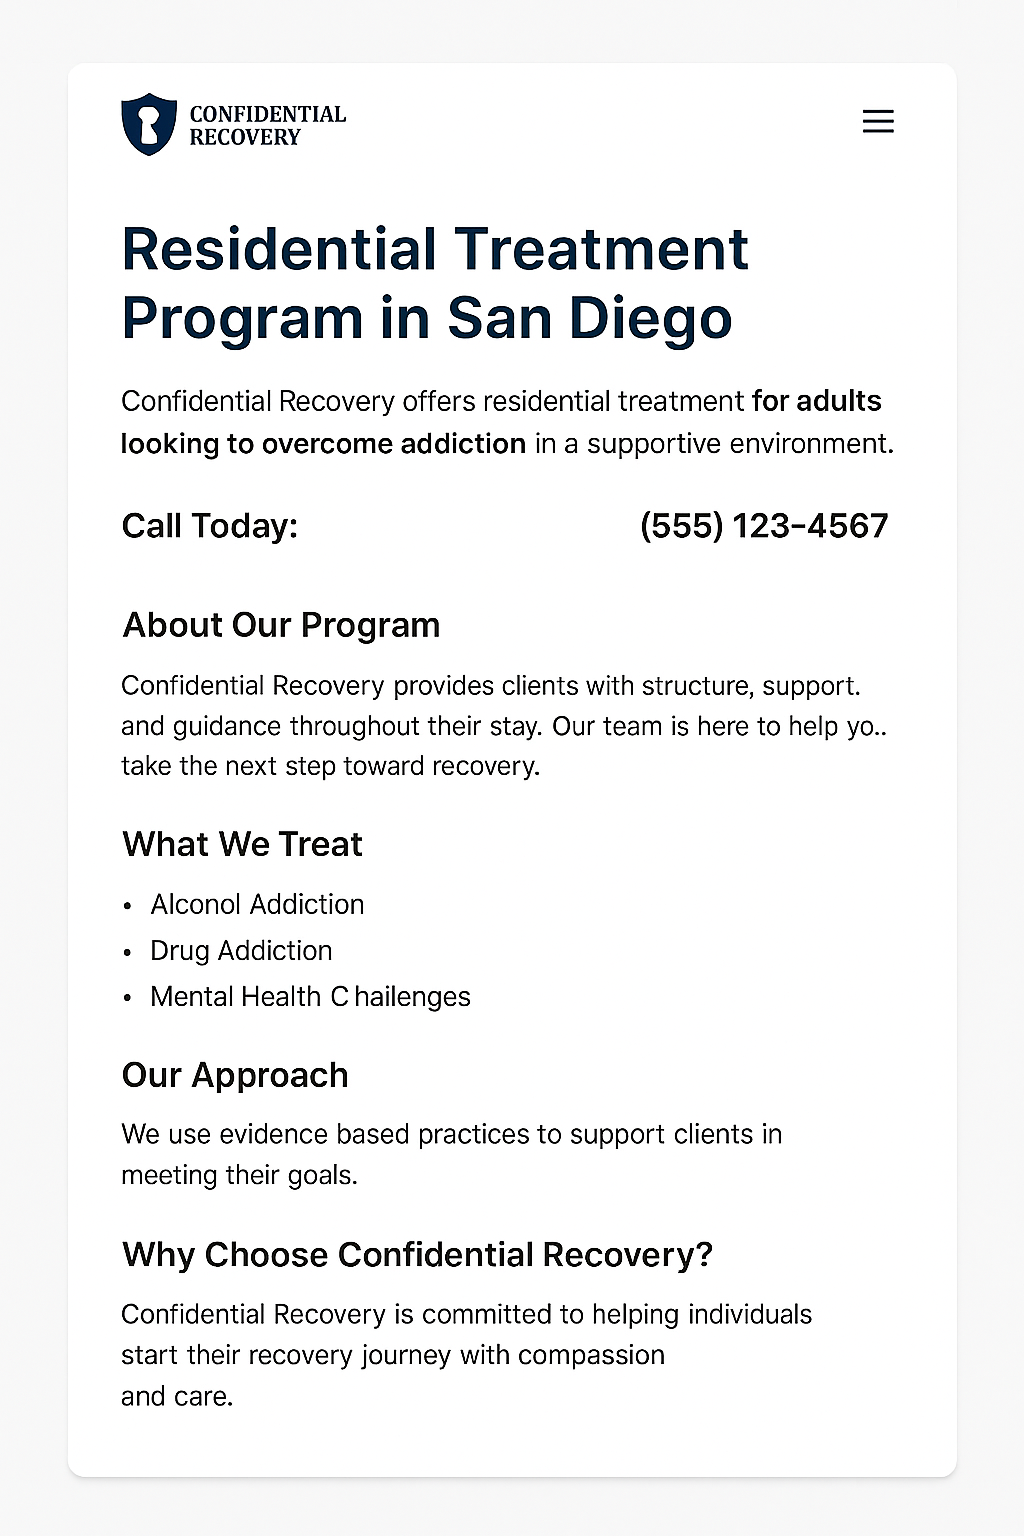 CONFIDENTIAL
RECOVERY
Residential Treatment
Program in San Diego
Confidential Recovery offers residential treatment for adults
looking to overcome addiction in a supportive environment.
Call Today: (555) 123-4567
About Our Program
Confidential Recovery provides clients with structure, support.
and guidance throughout their stay. Our team is here to help yo..
take the next step toward recovery.
What We Treat
• Alconol Addiction
• Drug Addiction
• Mental Health C hailenges
Our Approach
We use evidence based practices to support clients in
meeting their goals.
Why Choose Confidential Recovery?
Confidential Recovery is committed to helping individuals
start their recovery journey with compassion
and care.